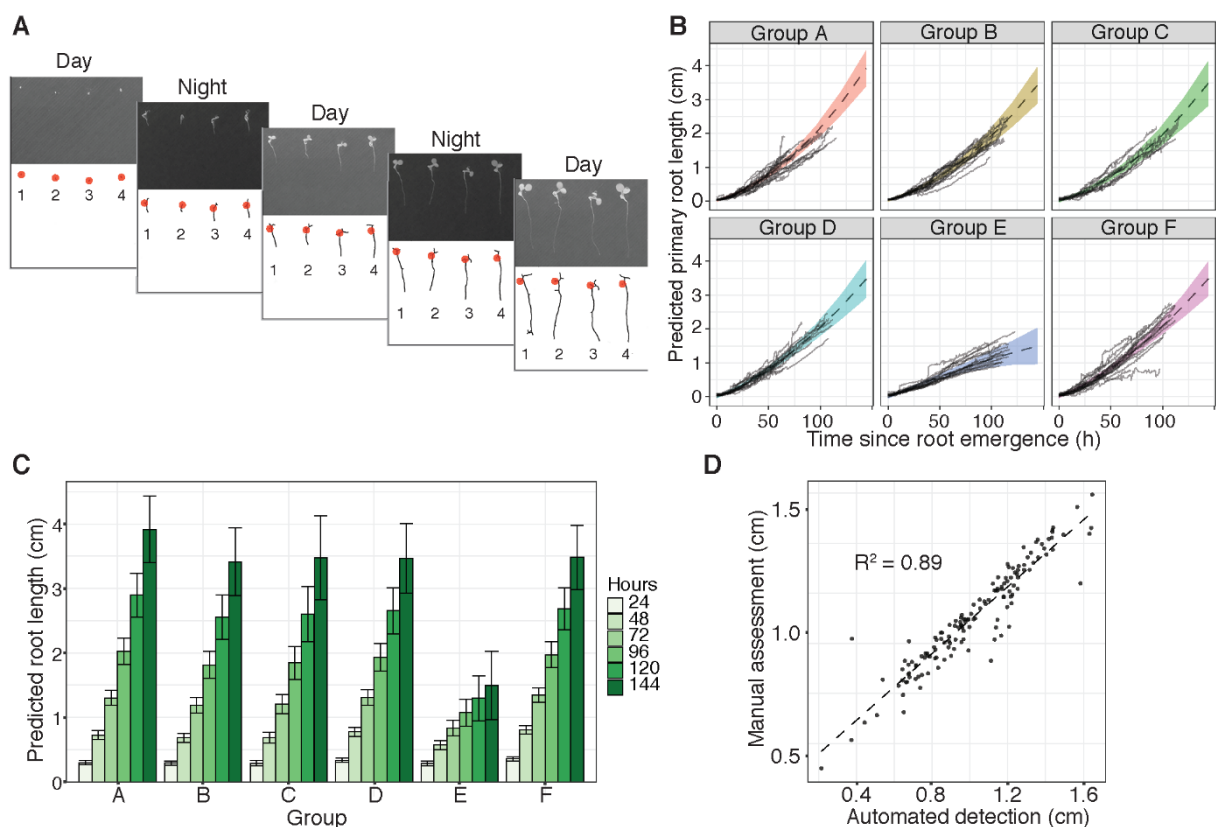 A
Day
Night
Day
Night
Day
1 2 3 4
1 2 3 4
1 2 3 4
1 2 3 4
1 2 3 4
B
Group A Group B Group C
4
3
2
1
0
Group D Group E Group F
4
3
2
1
0
Predicted primary root length (cm)
0 50 100 0 50 100 0 50 100
Time since root emergence (h)
C
Predicted root length (cm)
4
3
2
1
0
A B C D E F
Group
Hours
24
48
72
96
120
144
D
Manual assessment (cm)
1.5
1.0
0.5
R² = 0.89
0.4 0.8 1.2 1.6
Automated detection (cm)